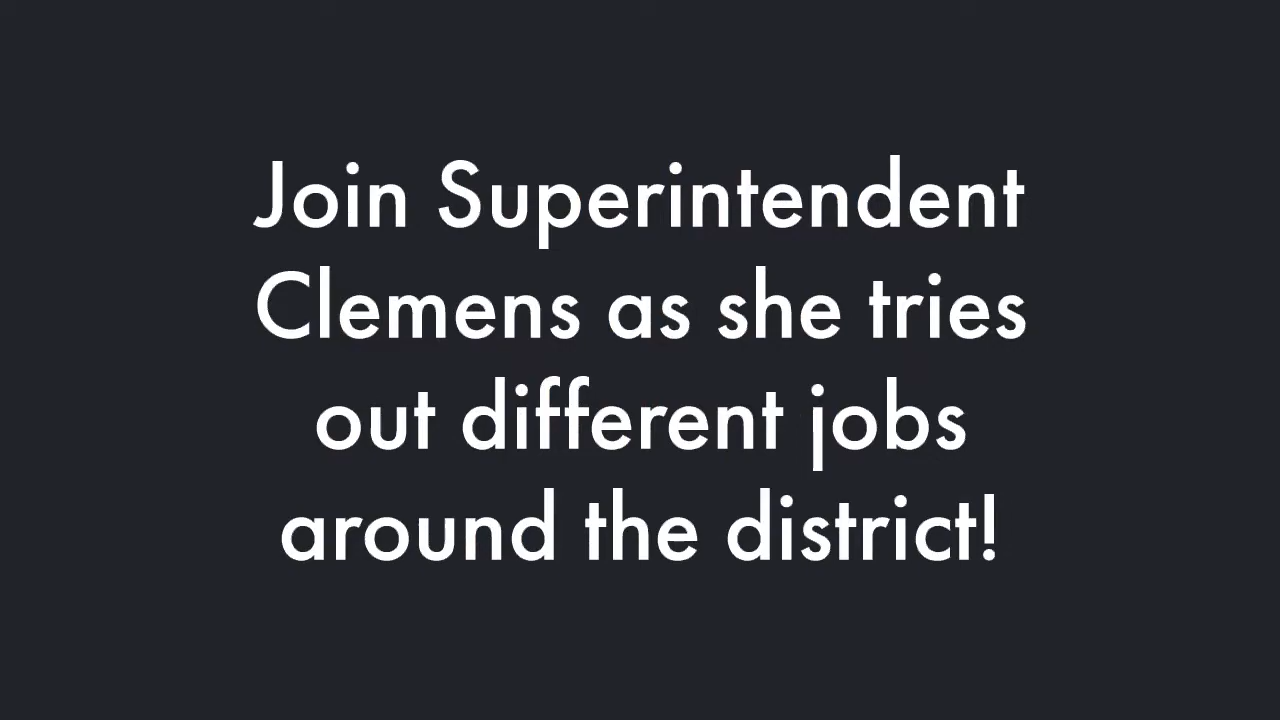 Join Superintendent
Clemens as she tries
out different jobs
around the district!